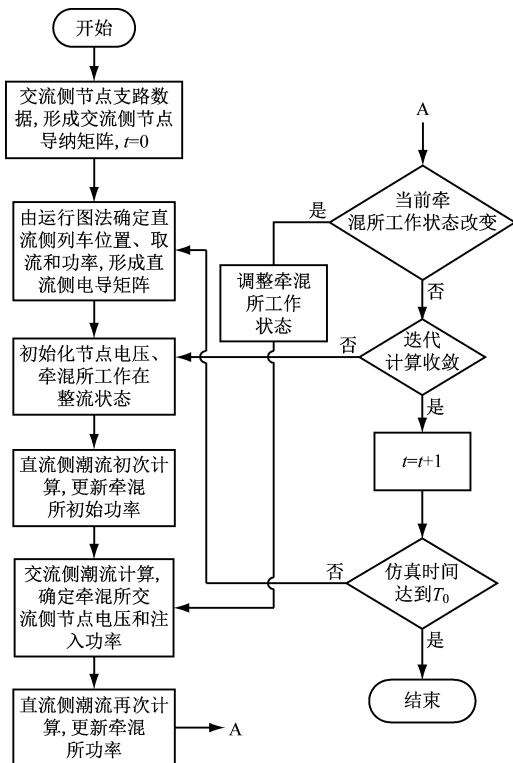 开始
交流侧节点支路数
据,形成交流侧节点
导纳矩阵, t=0
由运行图法确定直
流侧列车位置、取
流和功率,形成直
流侧电导矩阵
初始化节点电压、
牵混所工作在
整流状态
直流侧潮流初次计
算,更新牵混
所初始功率
交流侧潮流计算,
确定牵混所交
流侧节点电压和注
入功率
直流侧潮流再次计
算,更新牵混
所功率
A
A
当前牵
混所工作状态改变
是
否
调整牵混
所工作
状态
迭代
计算收敛
否
是
t=t+1
仿真时间
达到T₀
否
是
结束